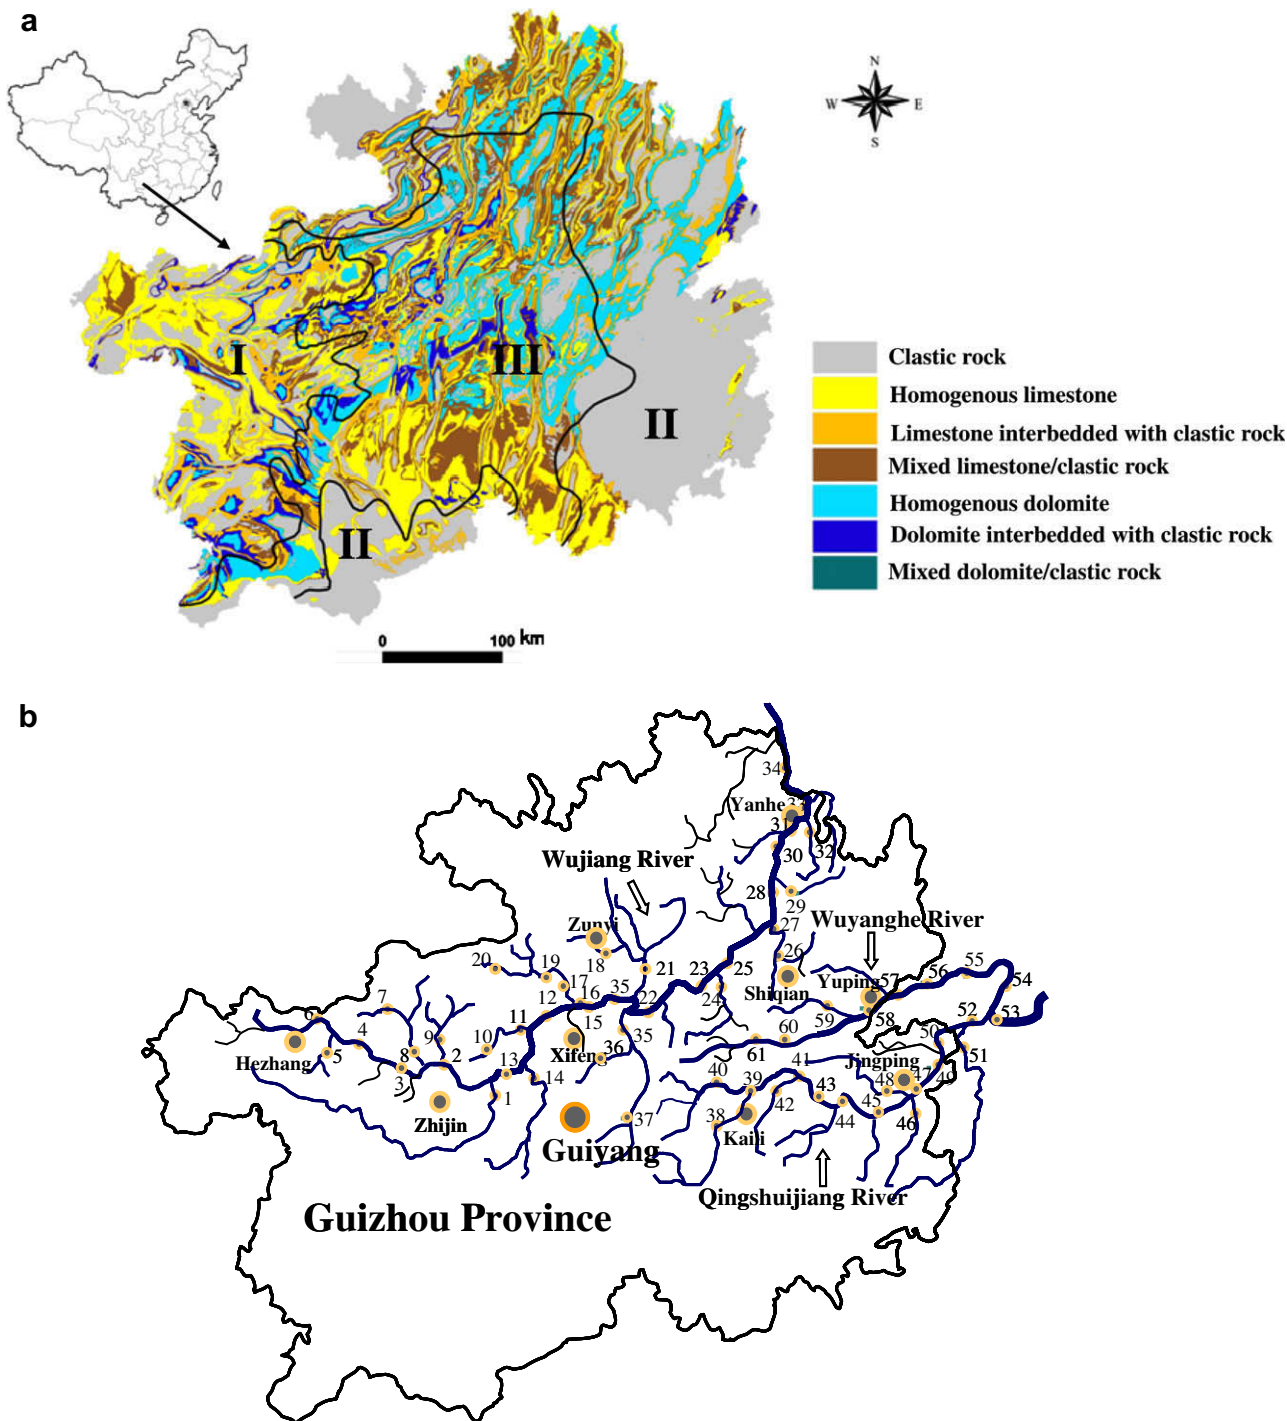 a
N
W
E
S
I
III
II
II
Clastic rock
Homogenous limestone
Limestone interbedded with clastic rock
Mixed limestone/clastic rock
Homogenous dolomite
Dolomite interbedded with clastic rock
Mixed dolomite/clastic rock
0
100 km
b
34
Yanhe
33
31
30
32
Wujiang River
28
29
Wuyanghe River
Zunyi
27
18
26
20
19
21
23
25
55
17
Shiqian
Yuping
57
56
54
7
35
24
6
12
16
22
59
58
52
53
11
15
4
10
9
35
60
50
51
Hezhang
5
8
2
13
Xifeng
36
61
Jingping
3
14
40
39
41
48
47
49
Zhijin
1
37
38
42
43
44
45
46
Kaili
Guiyang
Qingshuijiang River
Guizhou Province